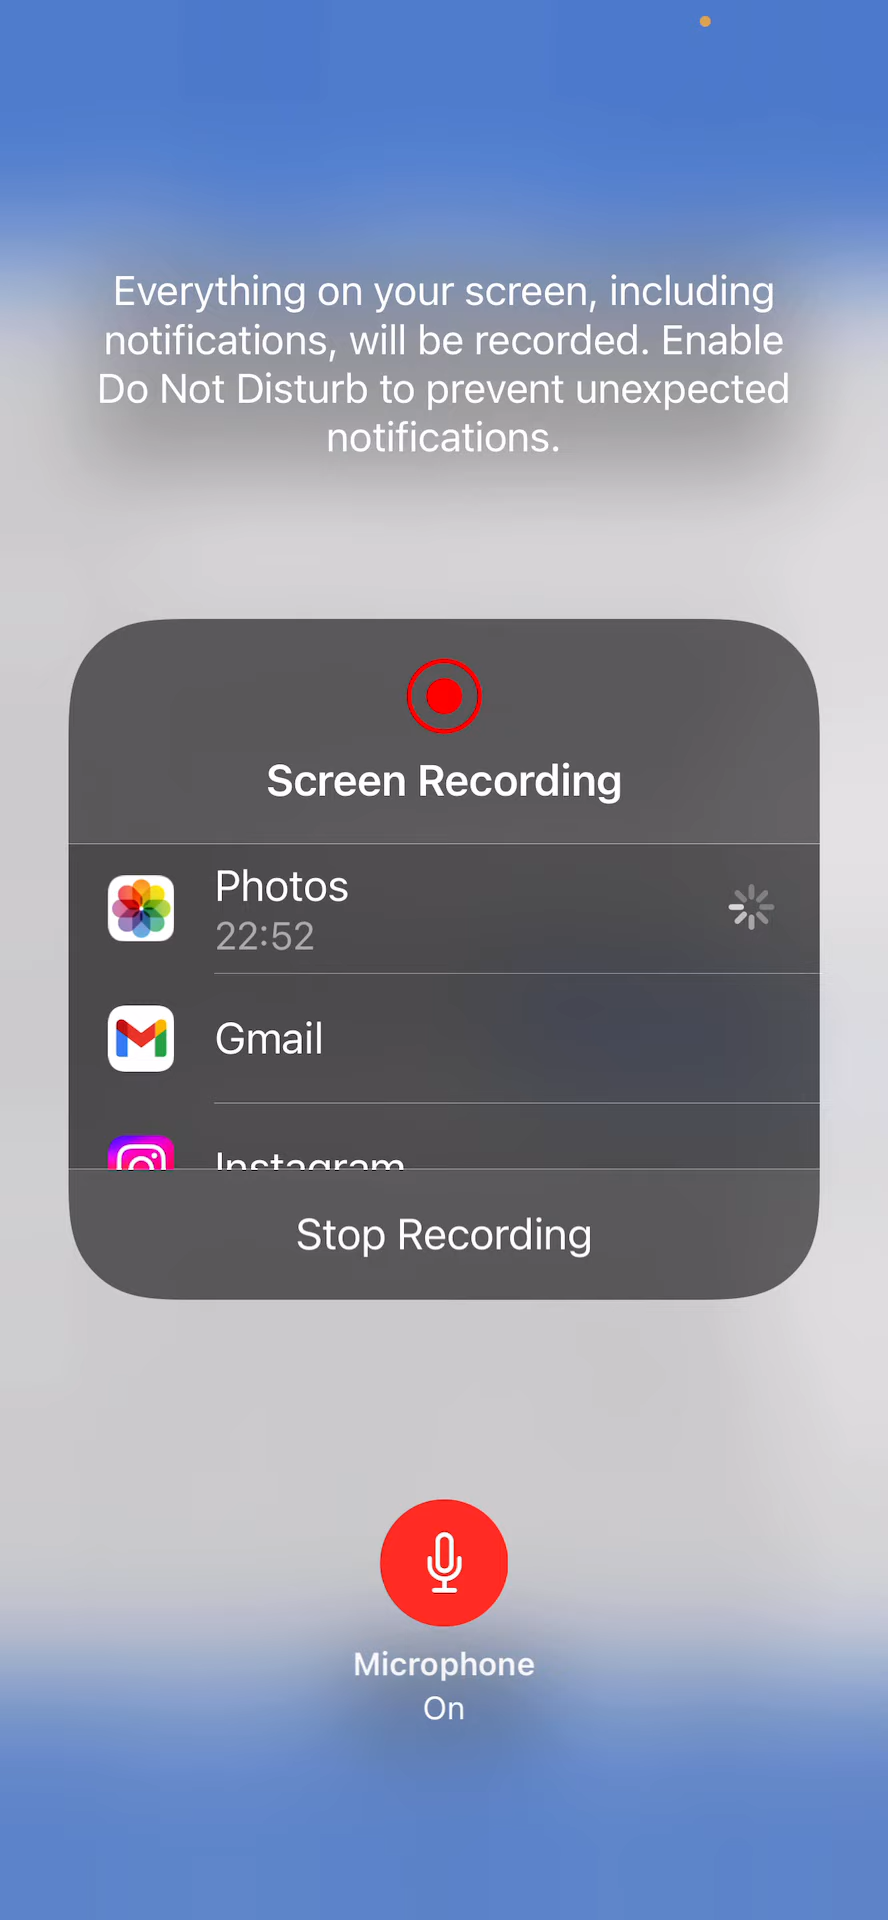 Everything on your screen, including
notifications, will be recorded. Enable
Do Not Disturb to prevent unexpected
notifications.
Screen Recording
Photos
22:52
Gmail
Instagram
Stop Recording
Microphone
On